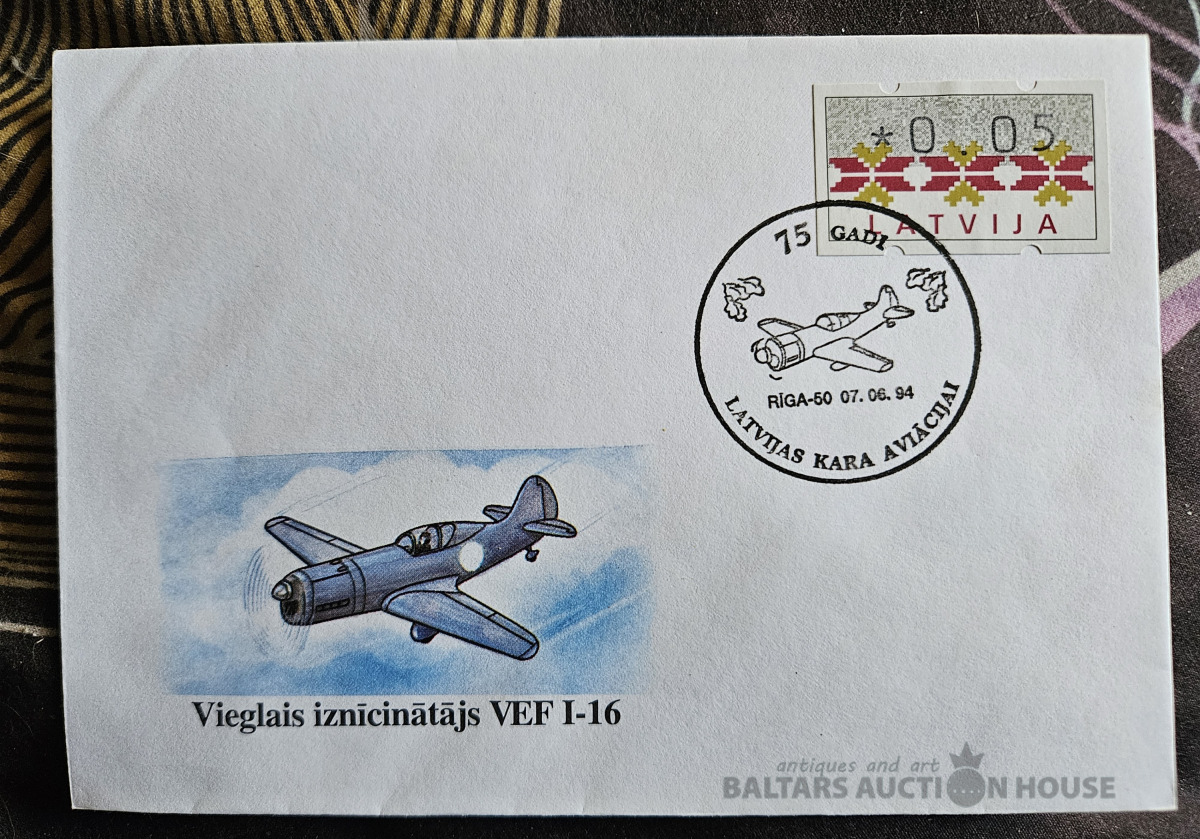 *0.05
LATVIJA
75 GADI
RĪGA-50 07.06.94
LATVIJAS KARA AVIĀCIJAI
Vieglais iznīcinātājs VEF I-16
antiques and art
BALTARS AUCTION HOUSE